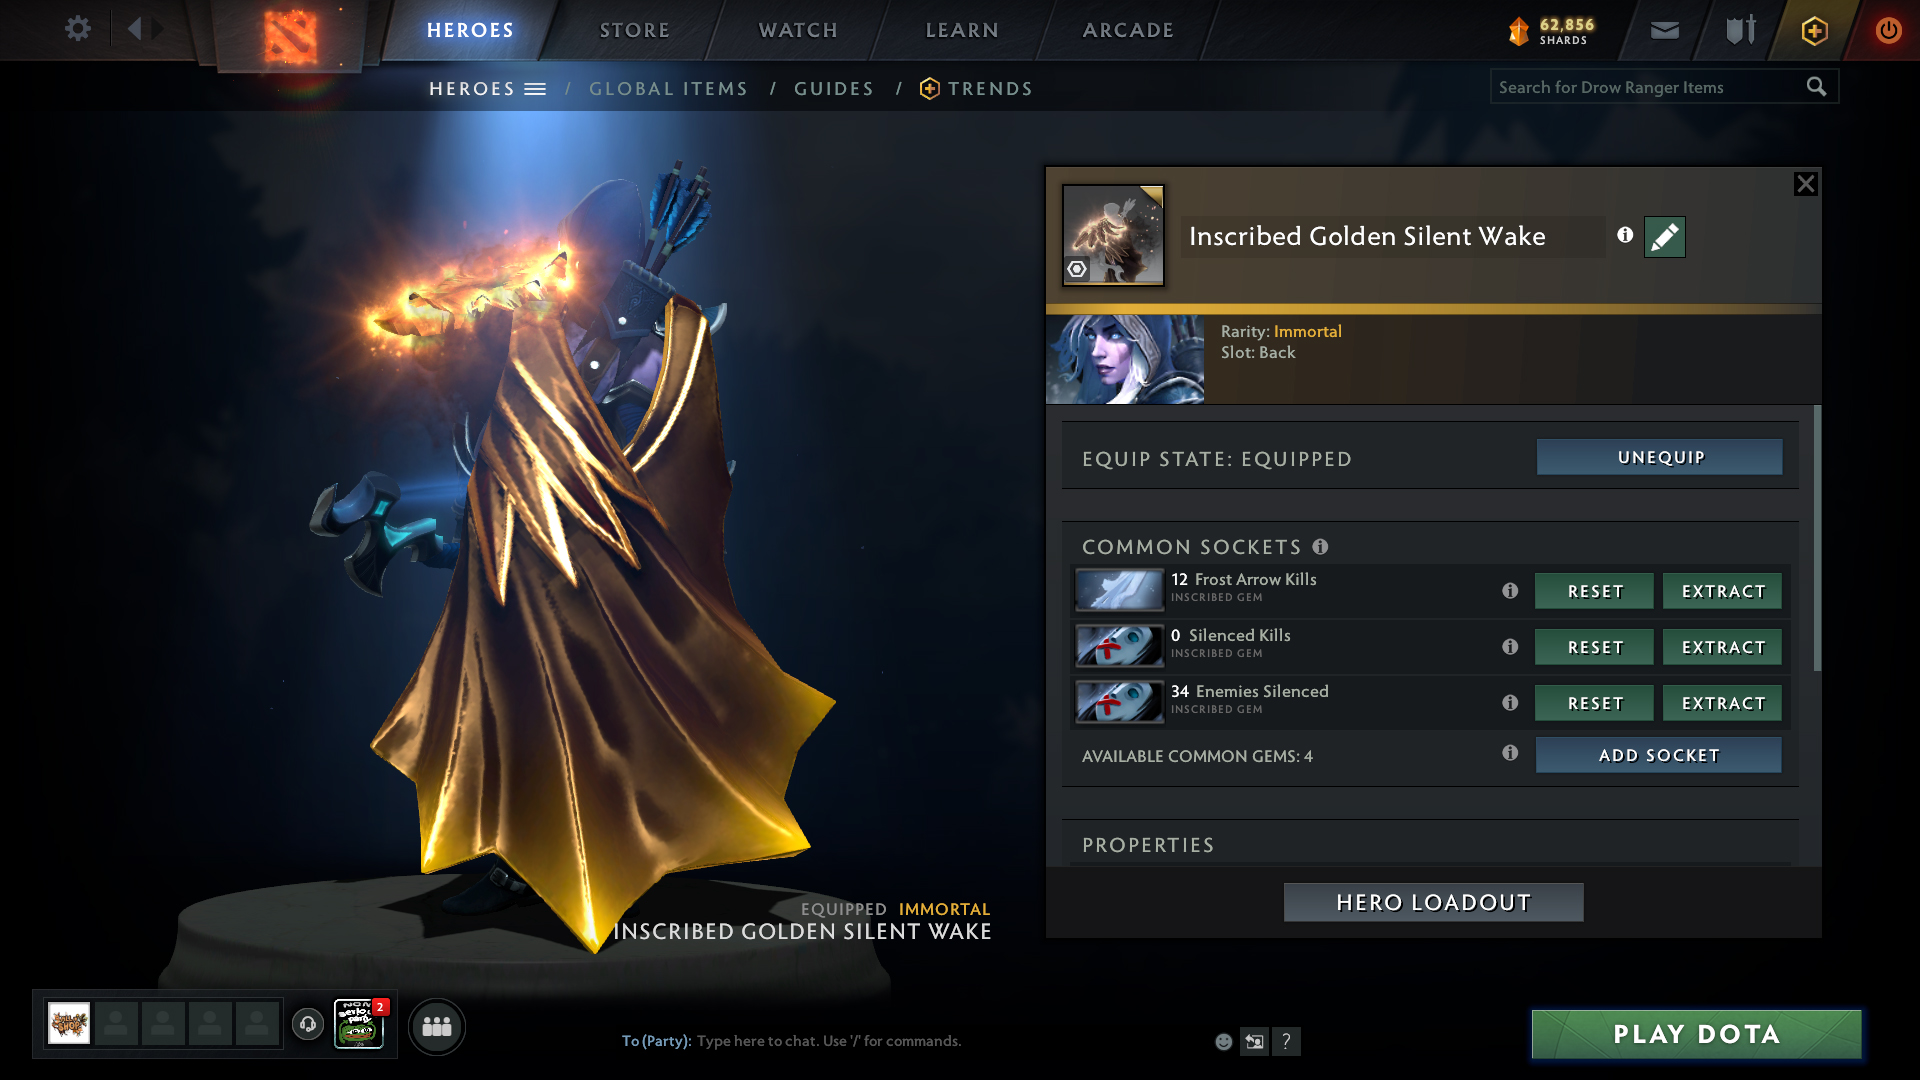 HEROES
STORE
WATCH
LEARN
ARCADE
62,856
SHARDS
HEROES / GLOBAL ITEMS / GUIDES / TRENDS
Search for Drow Ranger Items
Inscribed Golden Silent Wake
Rarity: Immortal
Slot: Back
EQUIP STATE: EQUIPPED
UNEQUIP
COMMON SOCKETS
12 Frost Arrow Kills
INSCRIBED GEM
RESET
EXTRACT
0 Silenced Kills
INSCRIBED GEM
RESET
EXTRACT
34 Enemies Silenced
INSCRIBED GEM
RESET
EXTRACT
AVAILABLE COMMON GEMS: 4
ADD SOCKET
PROPERTIES
HERO LOADOUT
EQUIPPED IMMORTAL
INSCRIBED GOLDEN SILENT WAKE
2
To (Party): Type here to chat. Use '/' for commands.
?
PLAY DOTA